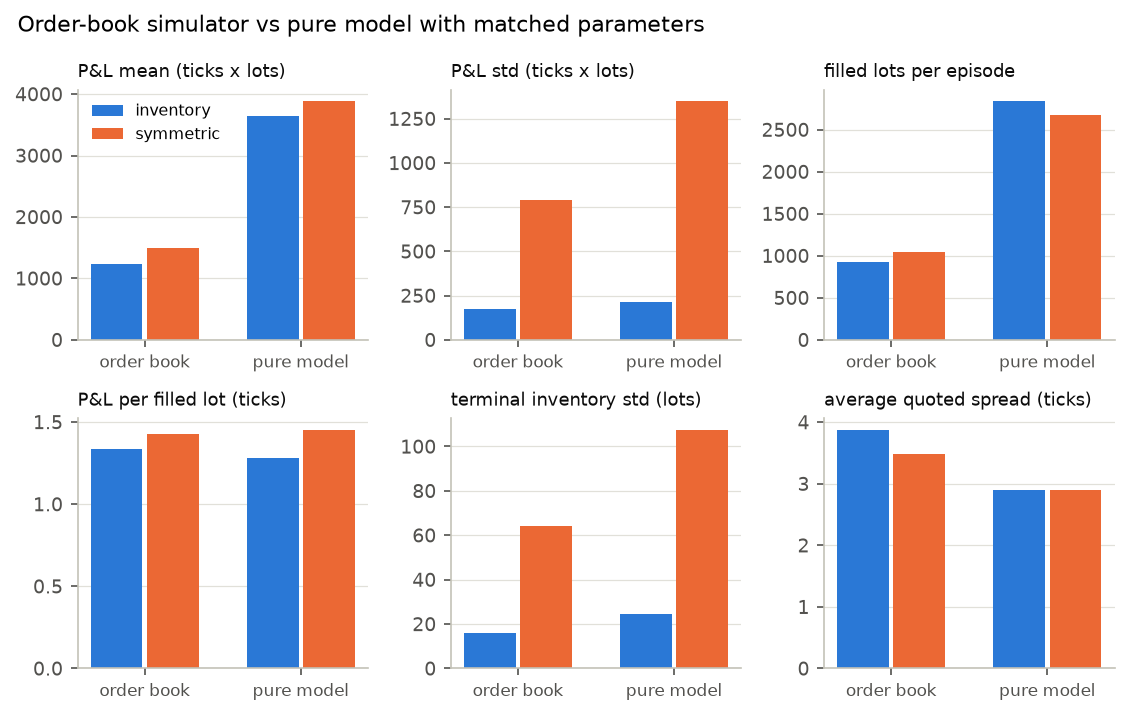 Order-book simulator vs pure model with matched parameters
P&L mean (ticks x lots)
4000
3000
2000
1000
0
inventory
symmetric
order book
pure model
P&L std (ticks x lots)
1250
1000
750
500
250
0
order book
pure model
filled lots per episode
2500
2000
1500
1000
500
0
order book
pure model
P&L per filled lot (ticks)
1.5
1.0
0.5
0.0
order book
pure model
terminal inventory std (lots)
100
80
60
40
20
0
order book
pure model
average quoted spread (ticks)
4
3
2
1
0
order book
pure model